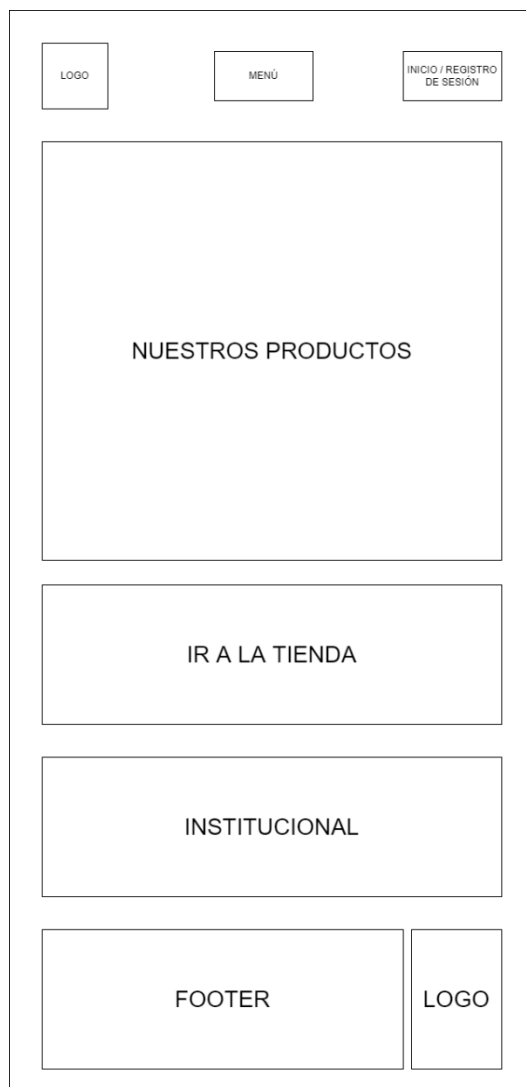 LOGO
MENÚ
INICIO / REGISTRO
DE SESIÓN
NUESTROS PRODUCTOS
IR A LA TIENDA
INSTITUCIONAL
FOOTER
LOGO